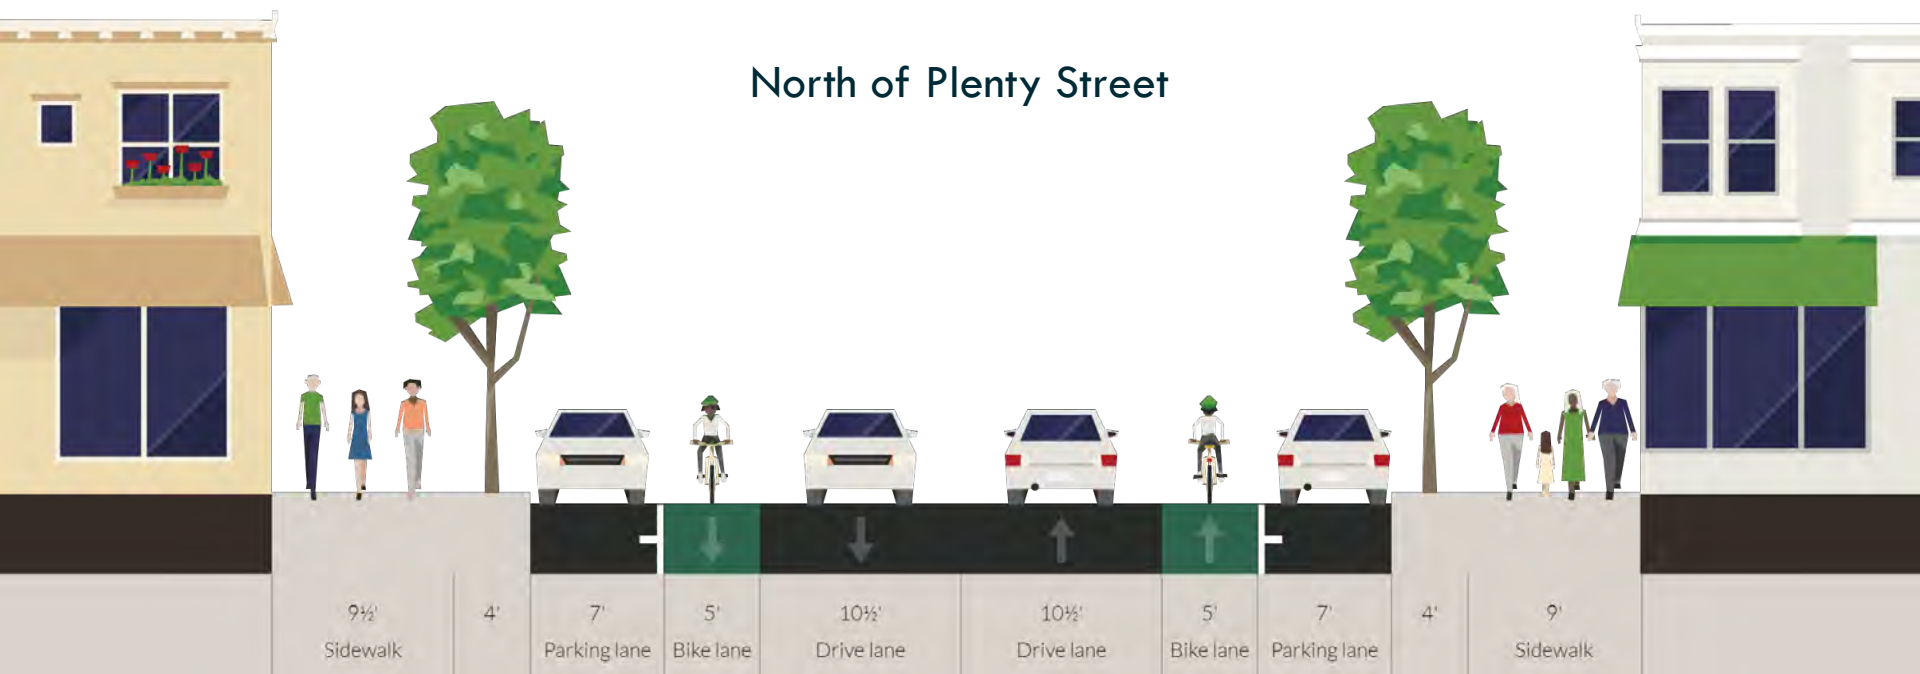 North of Plenty Street
9½' 4' 7' 5' 10½' 10½' 5' 7' 4' 9'
Sidewalk Parking lane Bike lane Drive lane Drive lane Bike lane Parking lane Sidewalk